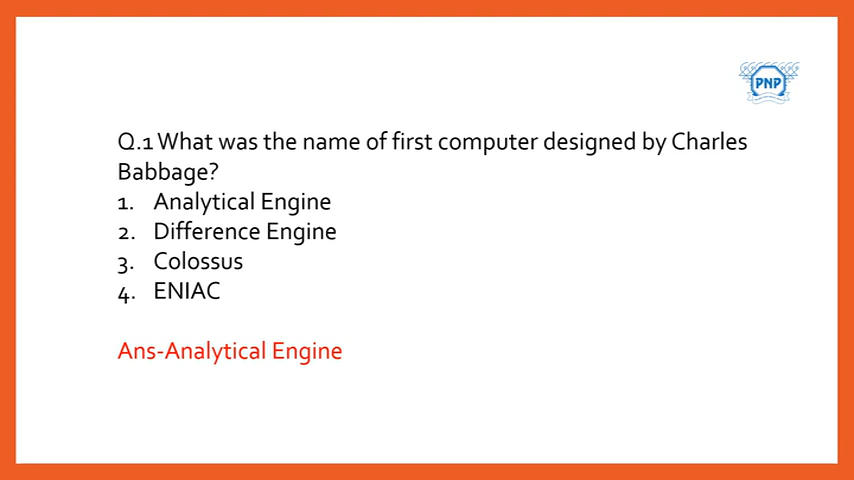 PNP
Q.1 What was the name of first computer designed by Charles
Babbage?
1. Analytical Engine
2. Difference Engine
3. Colossus
4. ENIAC
Ans-Analytical Engine